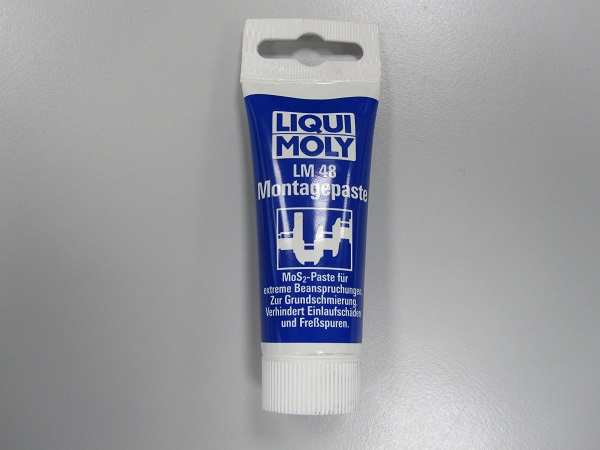 LIQUI
MOLY
LM 48
Montagepaste
MoS₂-Paste für
extreme Beanspruchungen.
Zur Grundschmierung.
Verhindert Einlaufschäden
und Freßspuren.